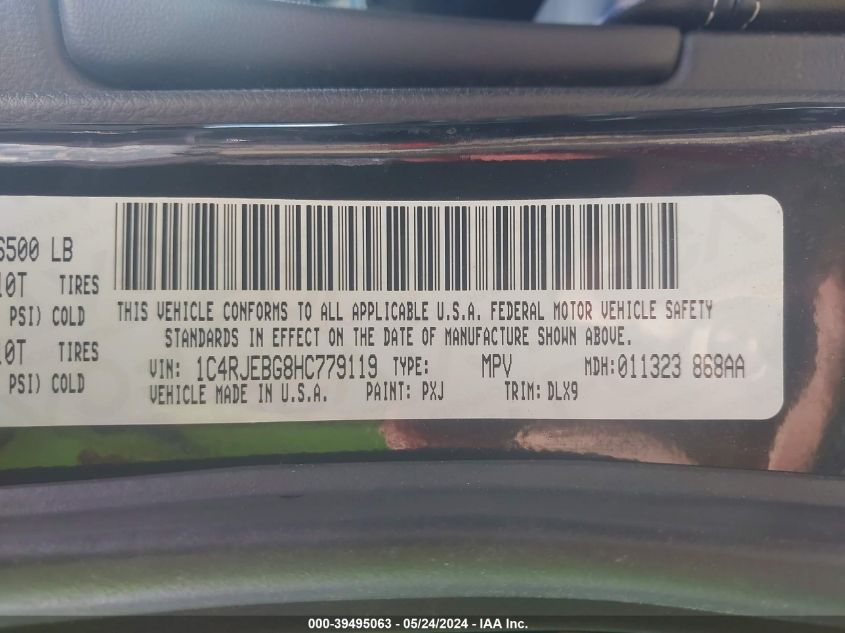 6500 LB
10T TIRES
PSI) COLD
10T TIRES
PSI) COLD
THIS VEHICLE CONFORMS TO ALL APPLICABLE U.S.A. FEDERAL MOTOR VEHICLE SAFETY
STANDARDS IN EFFECT ON THE DATE OF MANUFACTURE SHOWN ABOVE.
VIN: 1C4RJEBG8HC779119 TYPE: MPV MDH:011323 868AA
VEHICLE MADE IN U.S.A. PAINT: PXJ TRIM: DLX9
000-39495063 - 05/24/2024 - IAA Inc.